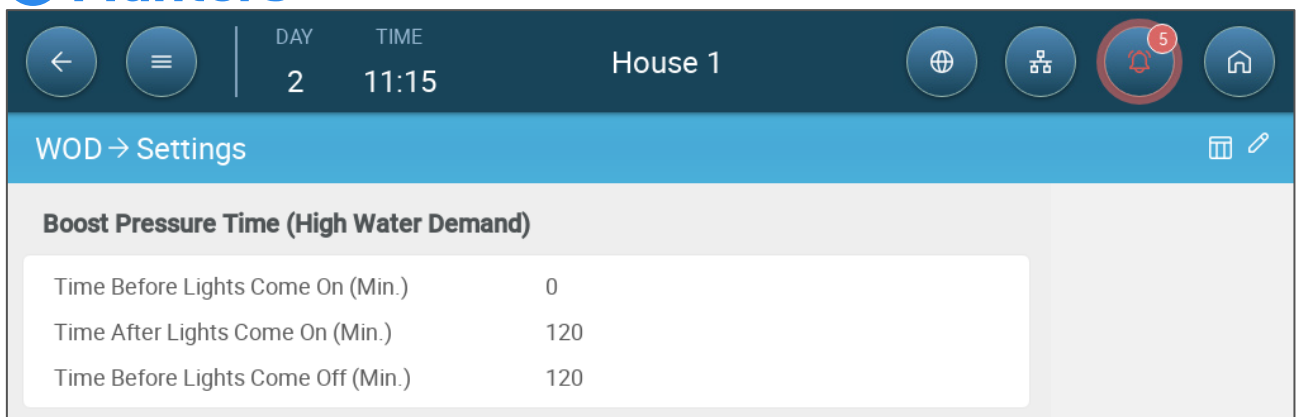 DAY TIME
2 11:15
House 1
5
WOD → Settings
Boost Pressure Time (High Water Demand)
Time Before Lights Come On (Min.) 0
Time After Lights Come On (Min.) 120
Time Before Lights Come Off (Min.) 120